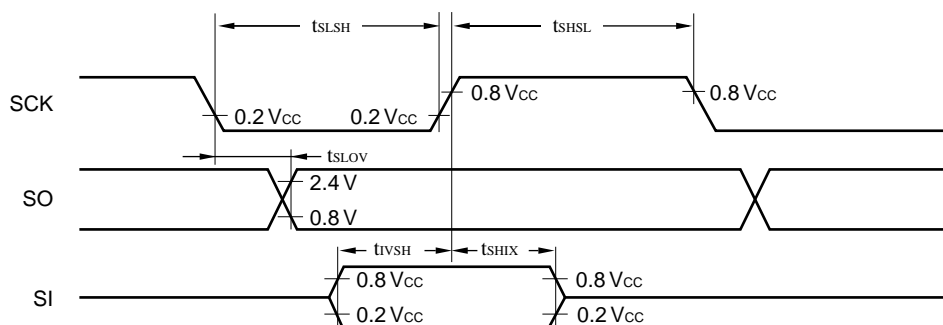 tSLSH tSHSL
SCK 0.2 VCC 0.2 VCC 0.8 VCC 0.8 VCC
tSLOV
SO 2.4 V
0.8 V
tIVSH tSHIX
SI 0.8 VCC 0.8 VCC
0.2 VCC 0.2 VCC